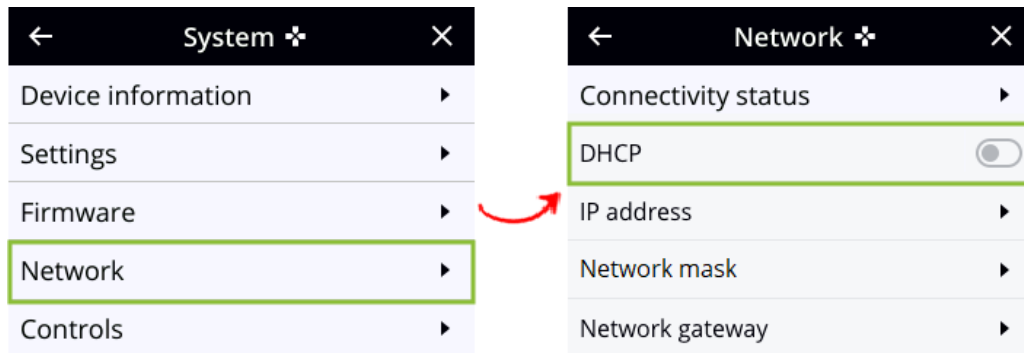 System
Device information
Settings
Firmware
Network
Controls
Network
Connectivity status
DHCP
IP address
Network mask
Network gateway